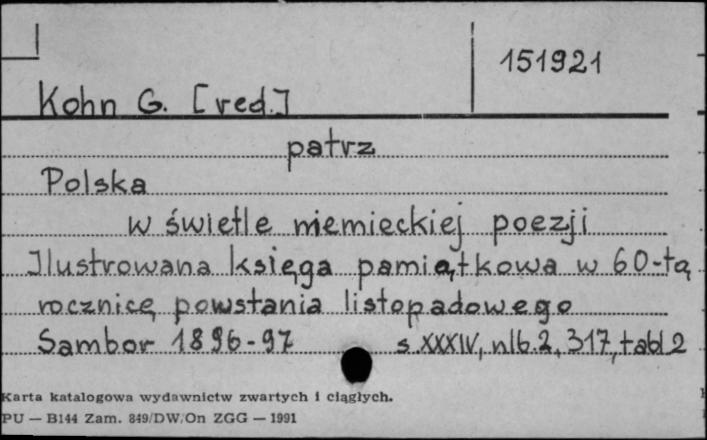 151921
Kohn G. [red.]
patrz
Polska
w świetle niemieckiej poezji
Ilustrowana księga pamiątkowa w 60-tą
rocznicę powstania listopadowego
Sambor 1896-97 s. XXXIV, nlb. 2, 317, tabl 2
Karta katalogowa wydawnictw zwartych i ciągłych.
PU — B144 Zam. 849/DW/On ZGG — 1991